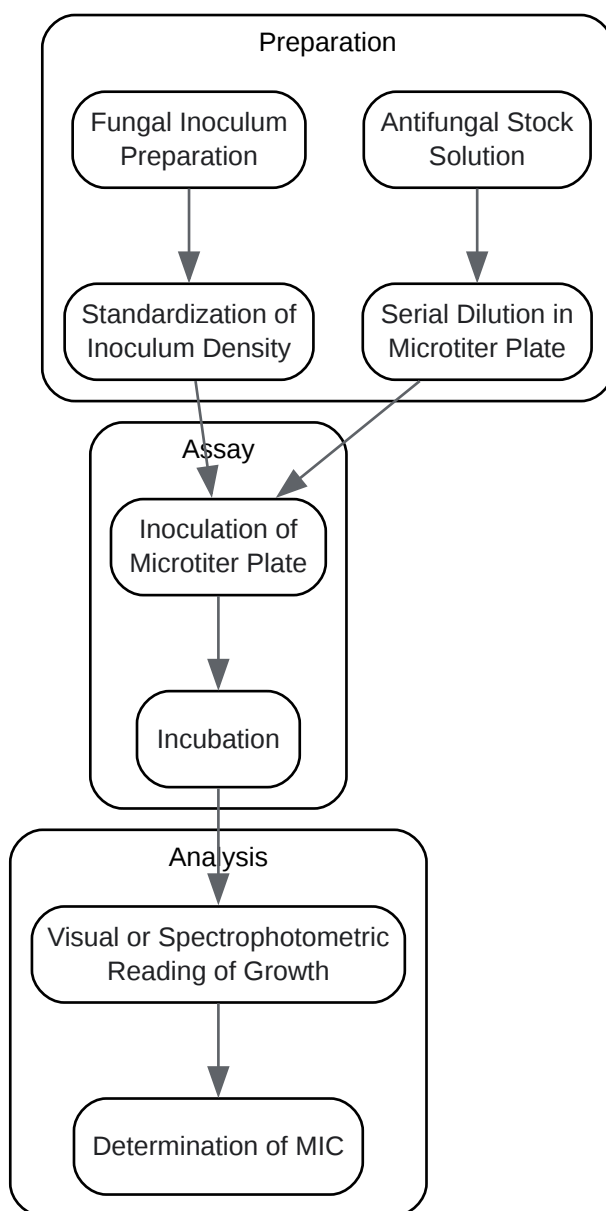 Preparation
Fungal Inoculum
Preparation
Antifungal Stock
Solution
Standardization of
Inoculum Density
Serial Dilution in
Microtiter Plate
Assay
Inoculation of
Microtiter Plate
Incubation
Analysis
Visual or Spectrophotometric
Reading of Growth
Determination of MIC